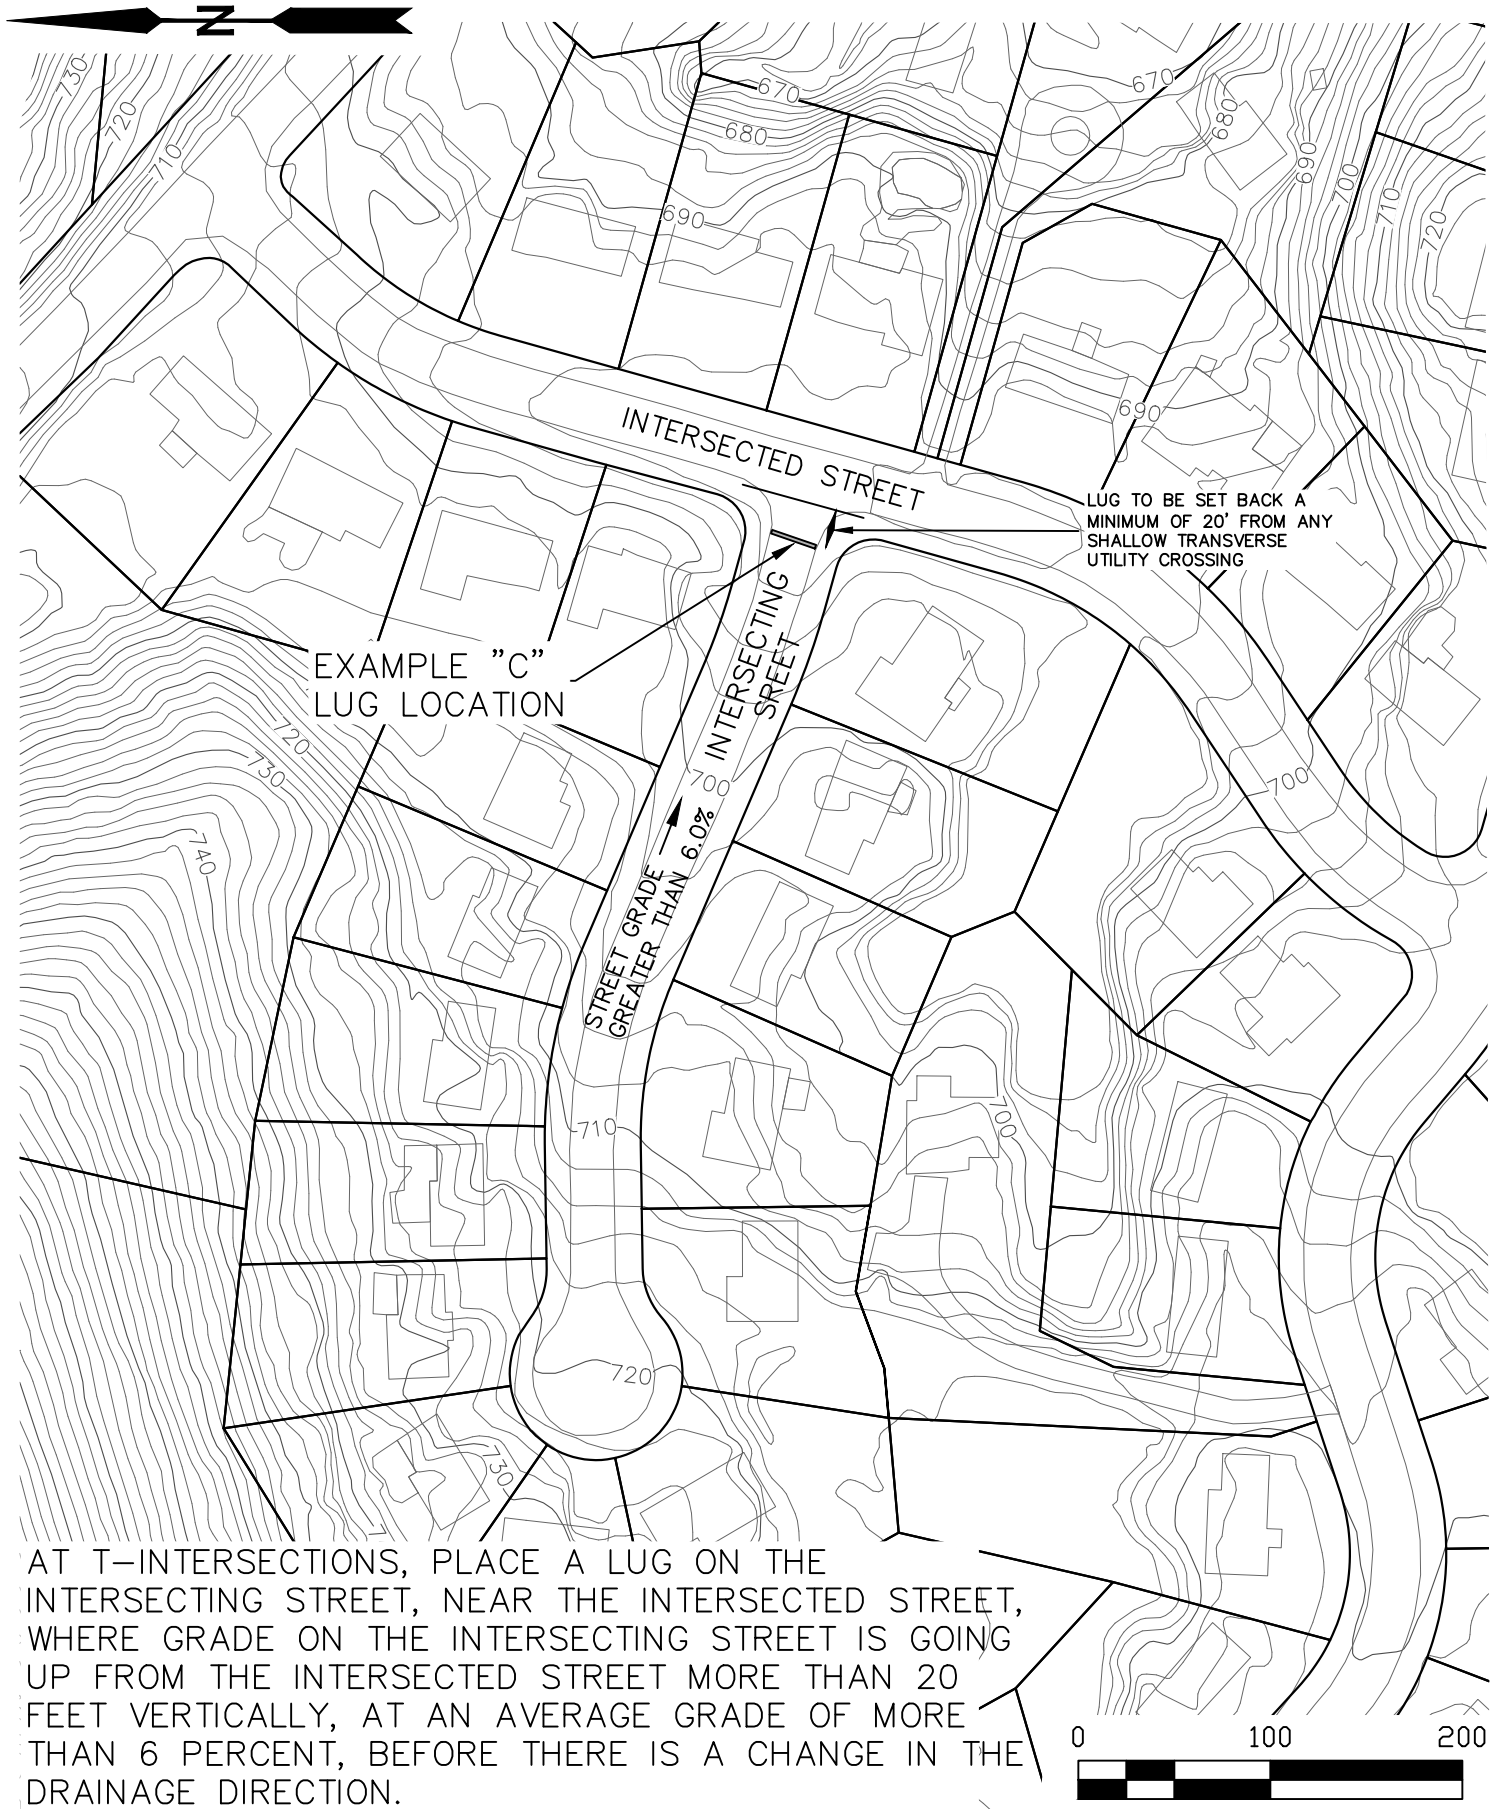 N
730
720
710
670
680
690
670
680
690
700
710
720
690
INTERSECTED STREET
LUG TO BE SET BACK A
MINIMUM OF 20' FROM ANY
SHALLOW TRANSVERSE
UTILITY CROSSING
EXAMPLE "C"
LUG LOCATION
INTERSECTING
SREET
720
730
740
700
700
STREET GRADE
GREATER THAN 6.0%
710
700
720
730
AT T-INTERSECTIONS, PLACE A LUG ON THE
INTERSECTING STREET, NEAR THE INTERSECTED STREET,
WHERE GRADE ON THE INTERSECTING STREET IS GOING
UP FROM THE INTERSECTED STREET MORE THAN 20
FEET VERTICALLY, AT AN AVERAGE GRADE OF MORE
THAN 6 PERCENT, BEFORE THERE IS A CHANGE IN THE
DRAINAGE DIRECTION.
0 100 200